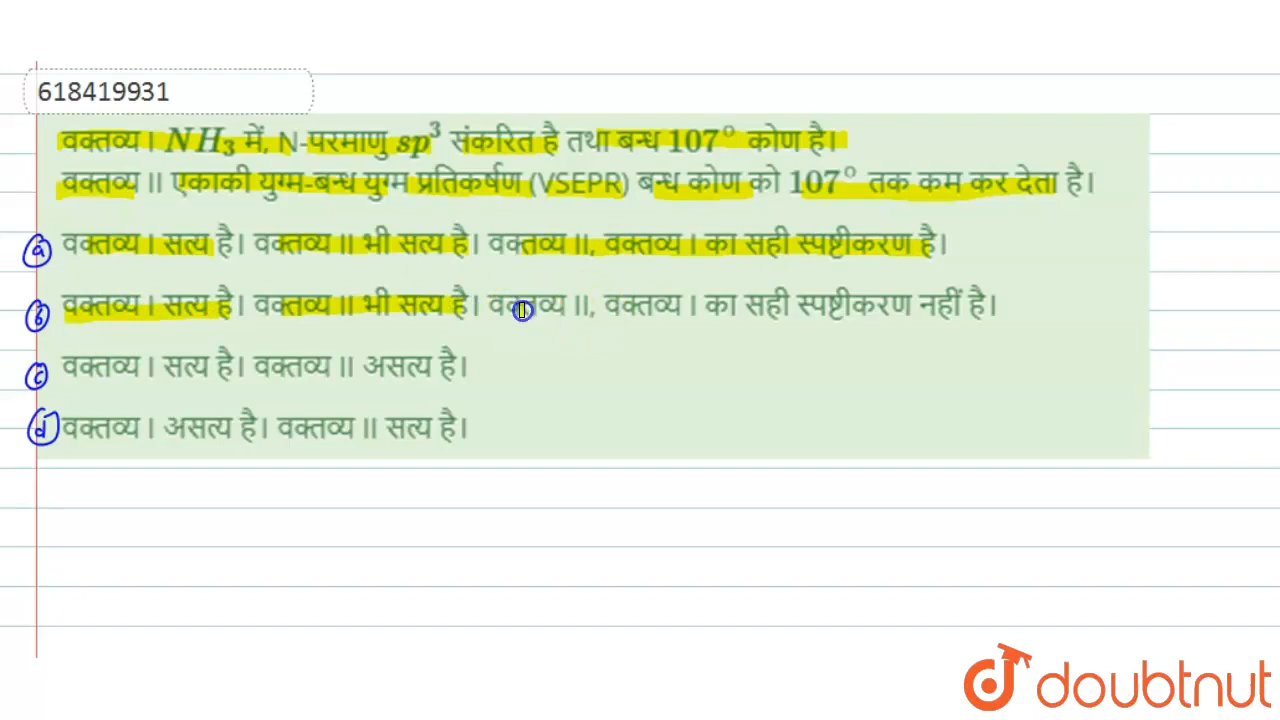 618419931
वक्तव्य I NH₃ में, N-परमाणु sp³ संकरित है तथा बन्ध 107° कोण है।
वक्तव्य II एकाकी युग्म-बन्ध युग्म प्रतिकर्षण (VSEPR) बन्ध कोण को 107° तक कम कर देता है।
a वक्तव्य I सत्य है। वक्तव्य II भी सत्य है। वक्तव्य II, वक्तव्य I का सही स्पष्टीकरण है।
b वक्तव्य I सत्य है। वक्तव्य II भी सत्य है। वक्तव्य II, वक्तव्य I का सही स्पष्टीकरण नहीं है।
c वक्तव्य I सत्य है। वक्तव्य II असत्य है।
d वक्तव्य I असत्य है। वक्तव्य II सत्य है।
doubtnut